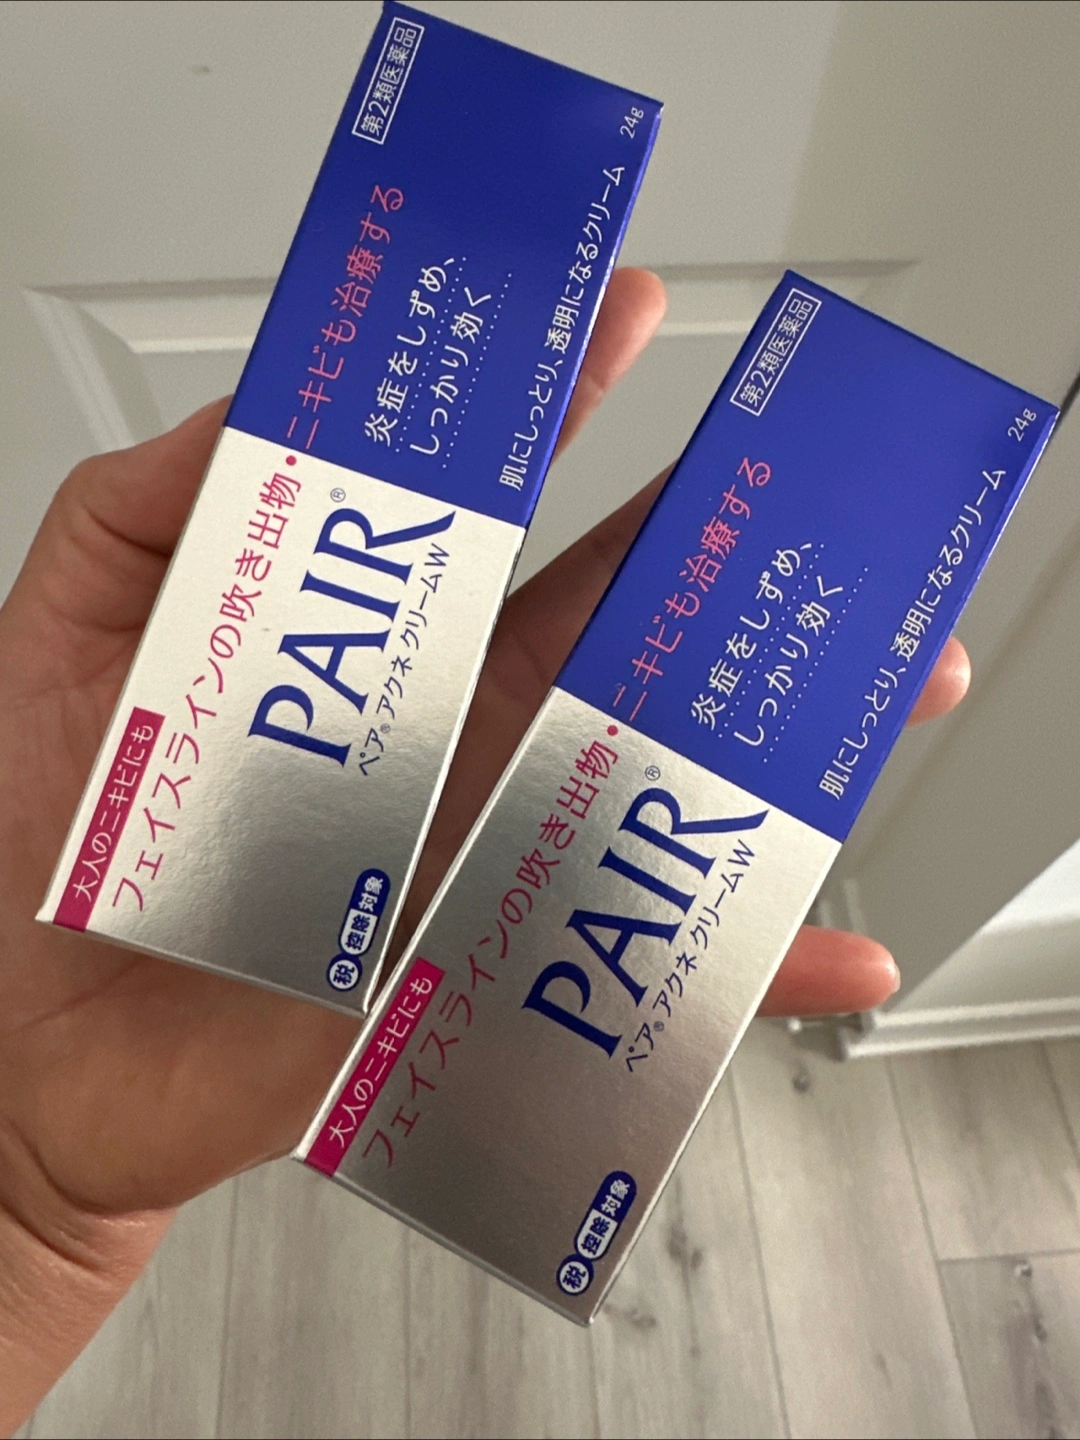 第2類医薬品
大人のニキビにも
フェイスラインの吹き出物・ニキビも治療する
PAIR®
ペア®アクネクリームW
炎症をしずめ、
しっかり効く
肌にしっとり、透明になるクリーム
24g
税 控除対象
第2類医薬品
大人のニキビにも
フェイスラインの吹き出物・ニキビも治療する
PAIR®
ペア®アクネクリームW
炎症をしずめ、
しっかり効く
肌にしっとり、透明になるクリーム
24g
税 控除対象